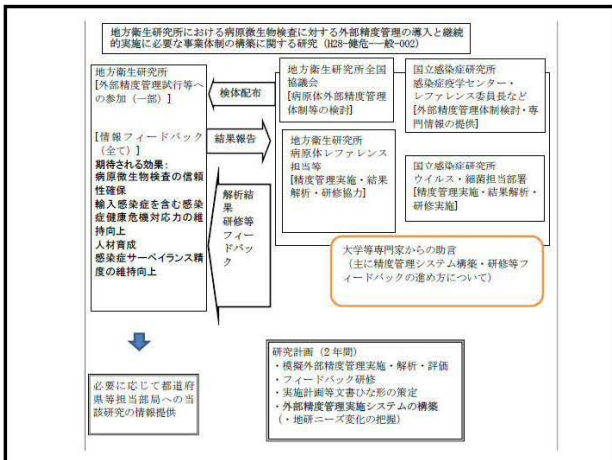 地方衛生研究所における病原微生物検査に対する外部精度管理の導入と継続
的実施に必要な事業体制の構築に関する研究（H28-健危-一般-002）
地方衛生研究所
[外部精度管理試行等へ
の参加（一部）
[情報フィードバック
（全て）]
期待される効果：
病原微生物検査の信頼
性確保
輸入感染症を含む感染
症健康危機対応力の維
持向上
人材育成
感染症サーベイランス精
度の維持向上
検体配布
結果報告
解析結
果
研修等
フィー
ドバッ
ク
地方衛生研究所全国
協議会
[病原体外部精度管理
体制等の検討]
地方衛生研究所
病原体レファレンス
担当等
[精度管理実施・結果
解析・研修協力]
国立感染症研究所
感染症疫学センター・
レファレンス委員長など
[外部精度管理体制検討・専
門情報の提供]
国立感染症研究所
ウイルス・細菌担当部署
[精度管理実施・結果解析・
研修実施]
大学等専門家からの助言
（主に精度管理システム構築・研修等フ
ィードバックの進め方について）
必要に応じて都道府
県等担当部局への当
該研究の情報提供
研究計画（2年間）
・模擬外部精度管理実施・解析・評価
・フィードバック研修
・実施計画等文書ひな形の策定
・外部精度管理実施システムの構築
（・地研ニーズ変化の把握）